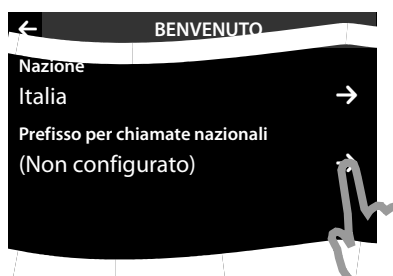 BENVENUTO
Nazione
Italia
Prefisso per chiamate nazionali
(Non configurato)